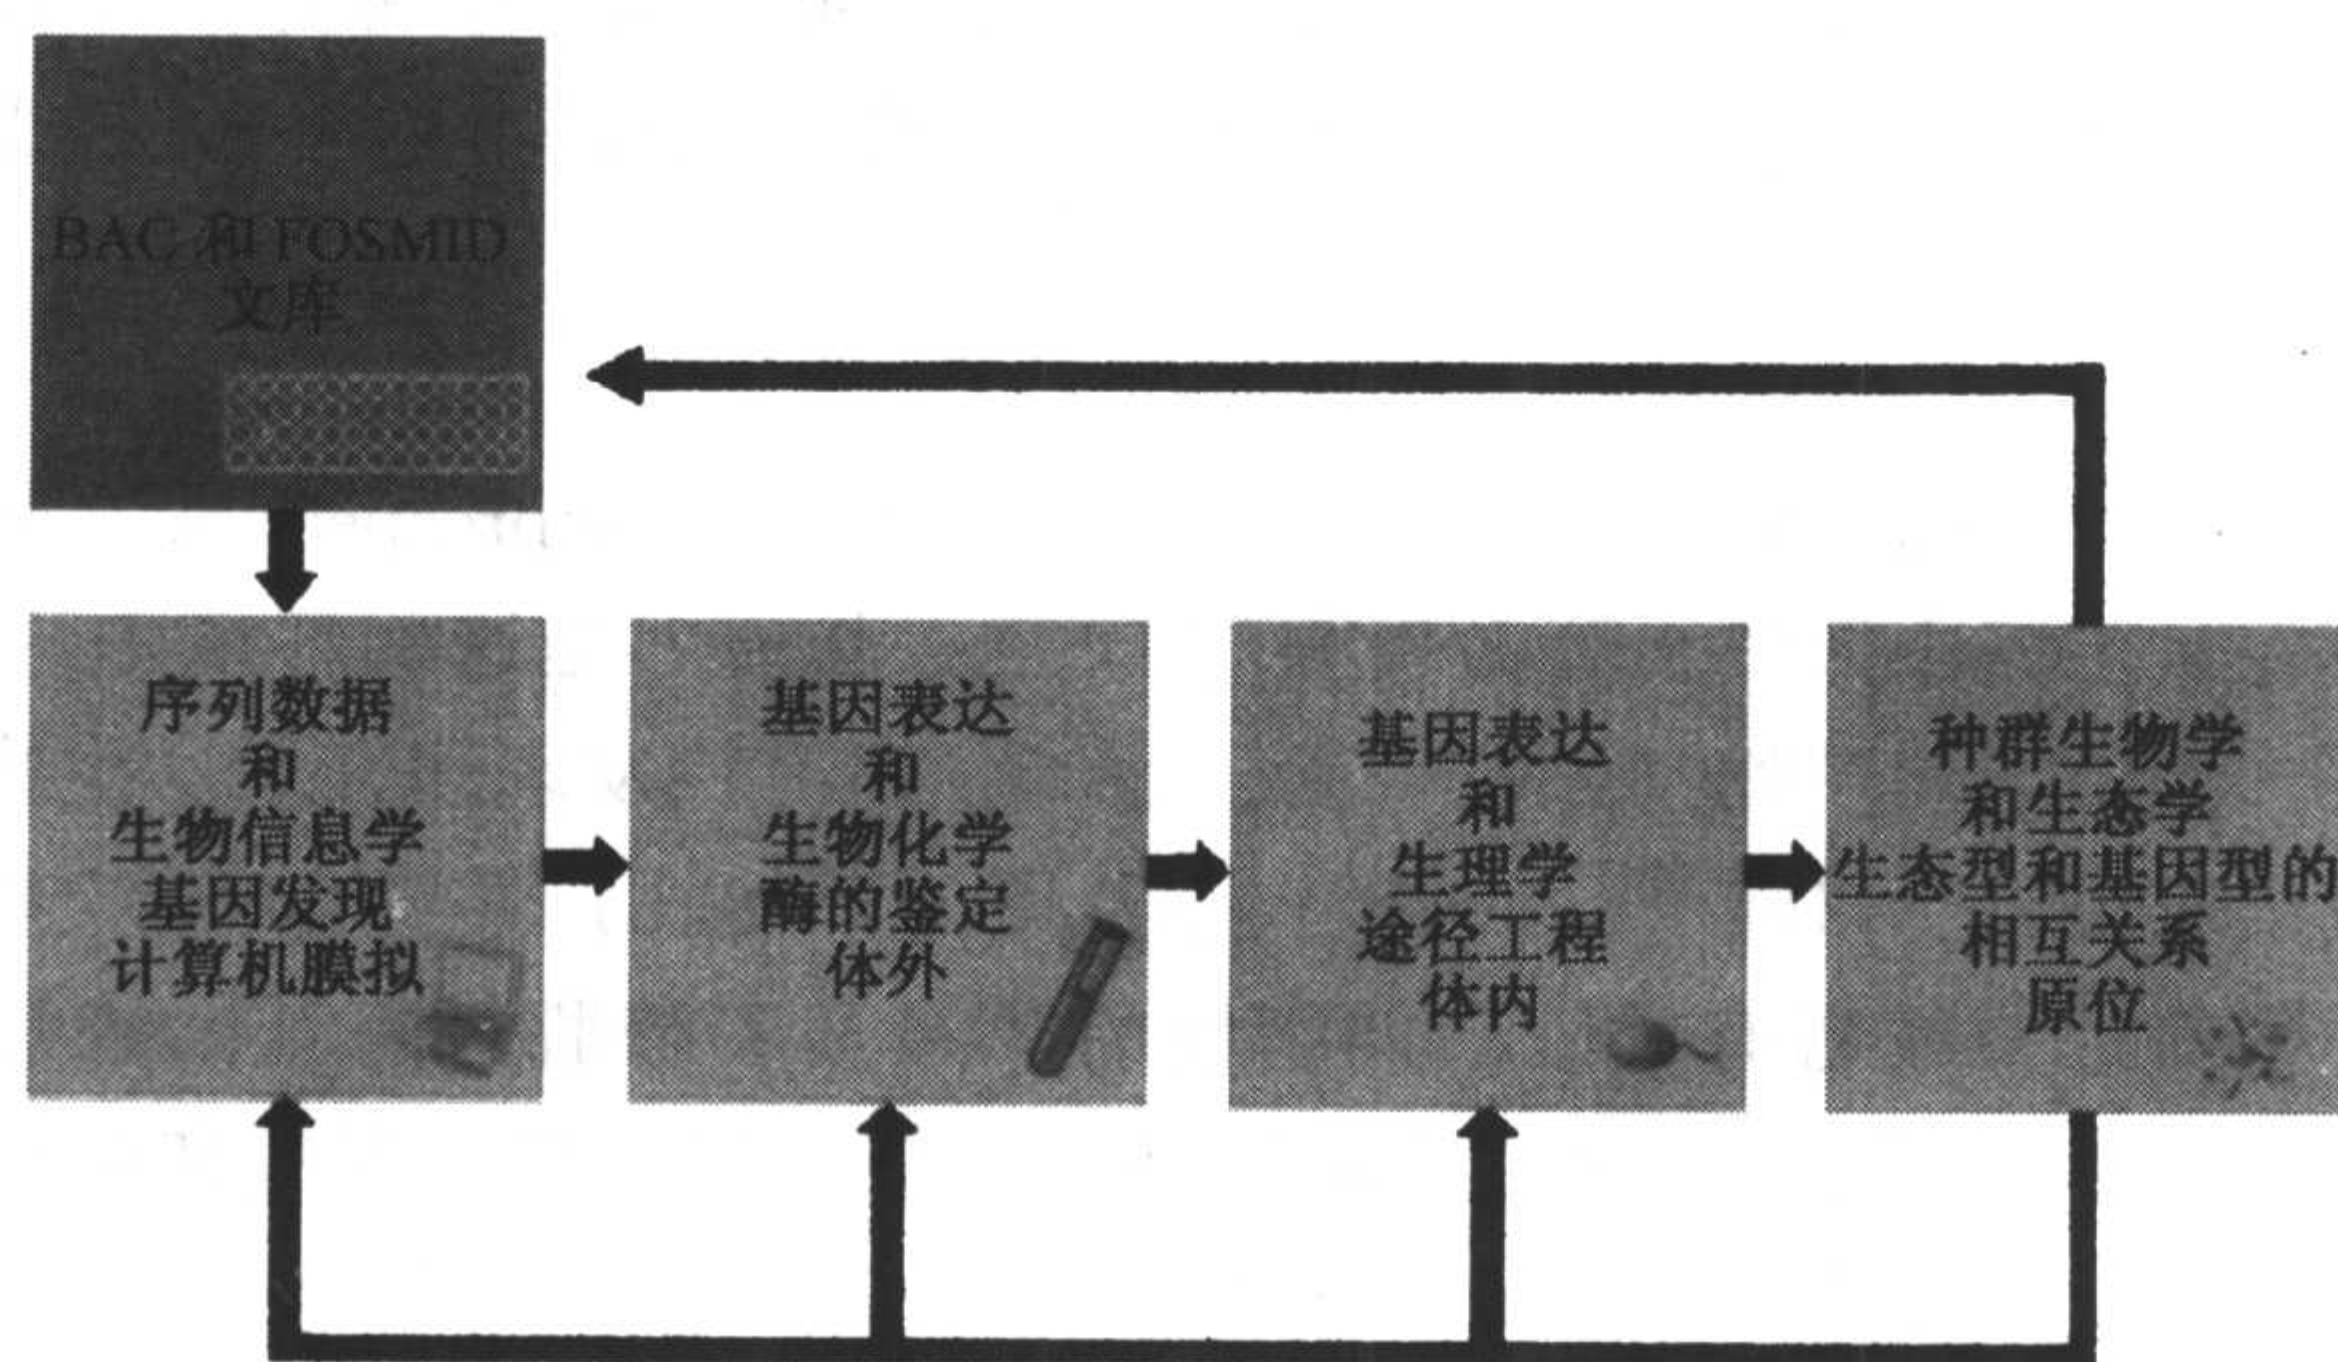 BAC 和 FOSMID
文库
序列数据
和
生物信息学
基因发现
计算机膜拟
基因表达
和
生物化学
酶的鉴定
体外
基因表达
和
生理学
途径工程
体内
种群生物学
和生态学
生态型和基因型的
相互关系
原位